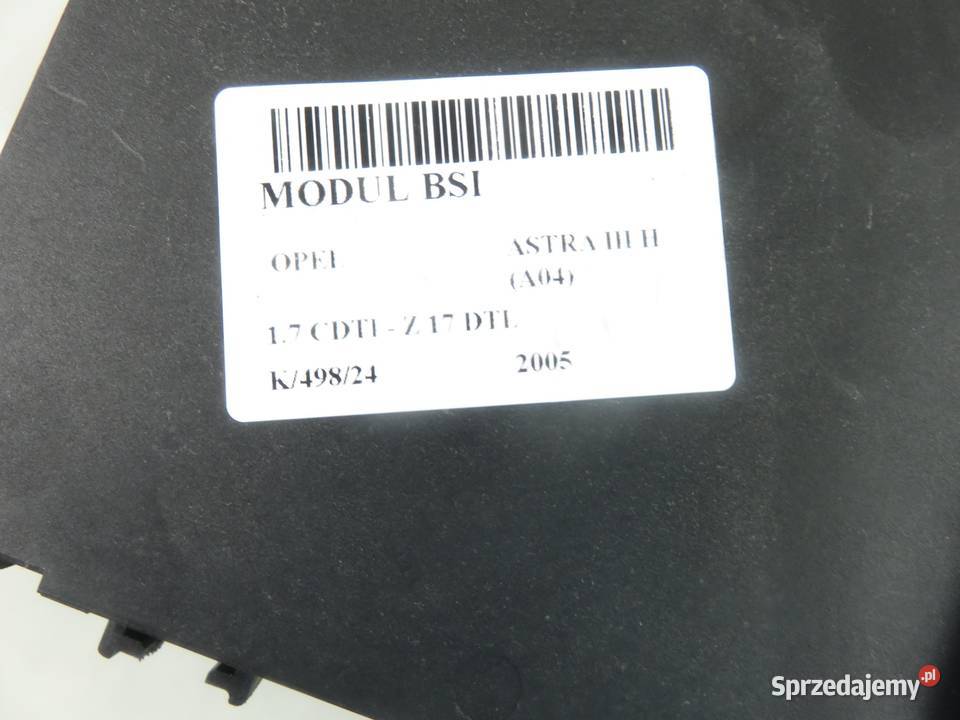 MODUL BSI
OPEL ASTRA III H
(A04)
1.7 CDTI - Z 17 DTL
K/498/24 2005
Sprzedajemy.pl